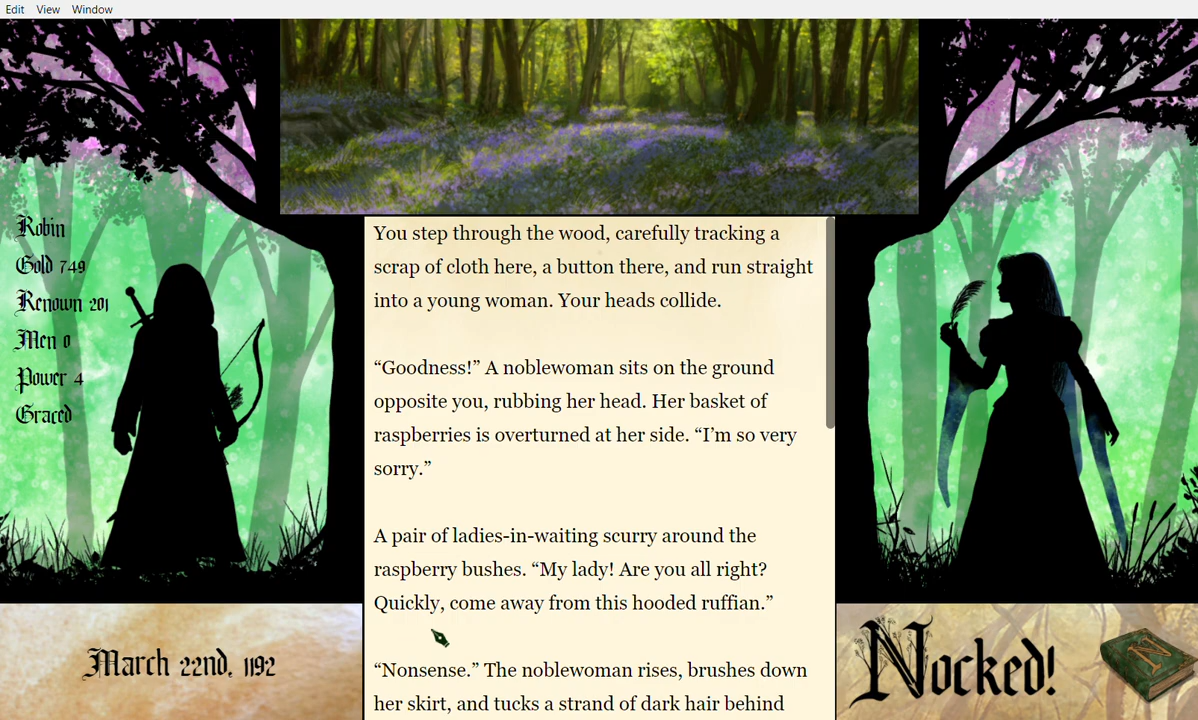 Edit View Window
Robin
Gold 749
Renown 201
Men 0
Power 4
Graced
You step through the wood, carefully tracking a
scrap of cloth here, a button there, and run straight
into a young woman. Your heads collide.
“Goodness!” A noblewoman sits on the ground
opposite you, rubbing her head. Her basket of
raspberries is overturned at her side. “I’m so very
sorry.”
A pair of ladies-in-waiting scurry around the
raspberry bushes. “My lady! Are you all right?
Quickly, come away from this hooded ruffian.”
“Nonsense.” The noblewoman rises, brushes down
her skirt, and tucks a strand of dark hair behind
March 22nd, 1192
Nocked!
N